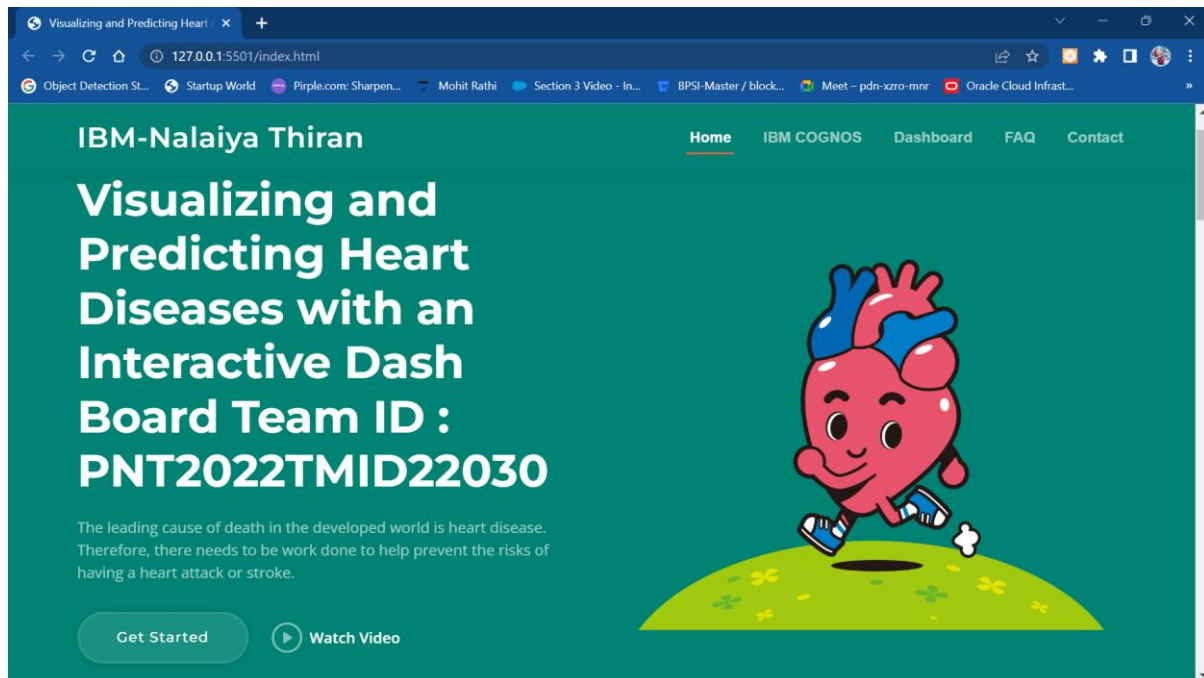 Visualizing and Predicting Heart
127.0.0.1:5501/index.html
Object Detection St... Startup World Pirple.com: Sharpen... Mohit Rathi Section 3 Video - In... BPSI-Master / block... Meet – pdn-xzro-mnr Oracle Cloud Infrast... »
IBM-Nalaiya Thiran Home IBM COGNOS Dashboard FAQ Contact
Visualizing and
Predicting Heart
Diseases with an
Interactive Dash
Board Team ID :
PNT2022TMID22030
The leading cause of death in the developed world is heart disease.
Therefore, there needs to be work done to help prevent the risks of
having a heart attack or stroke.
Get Started Watch Video